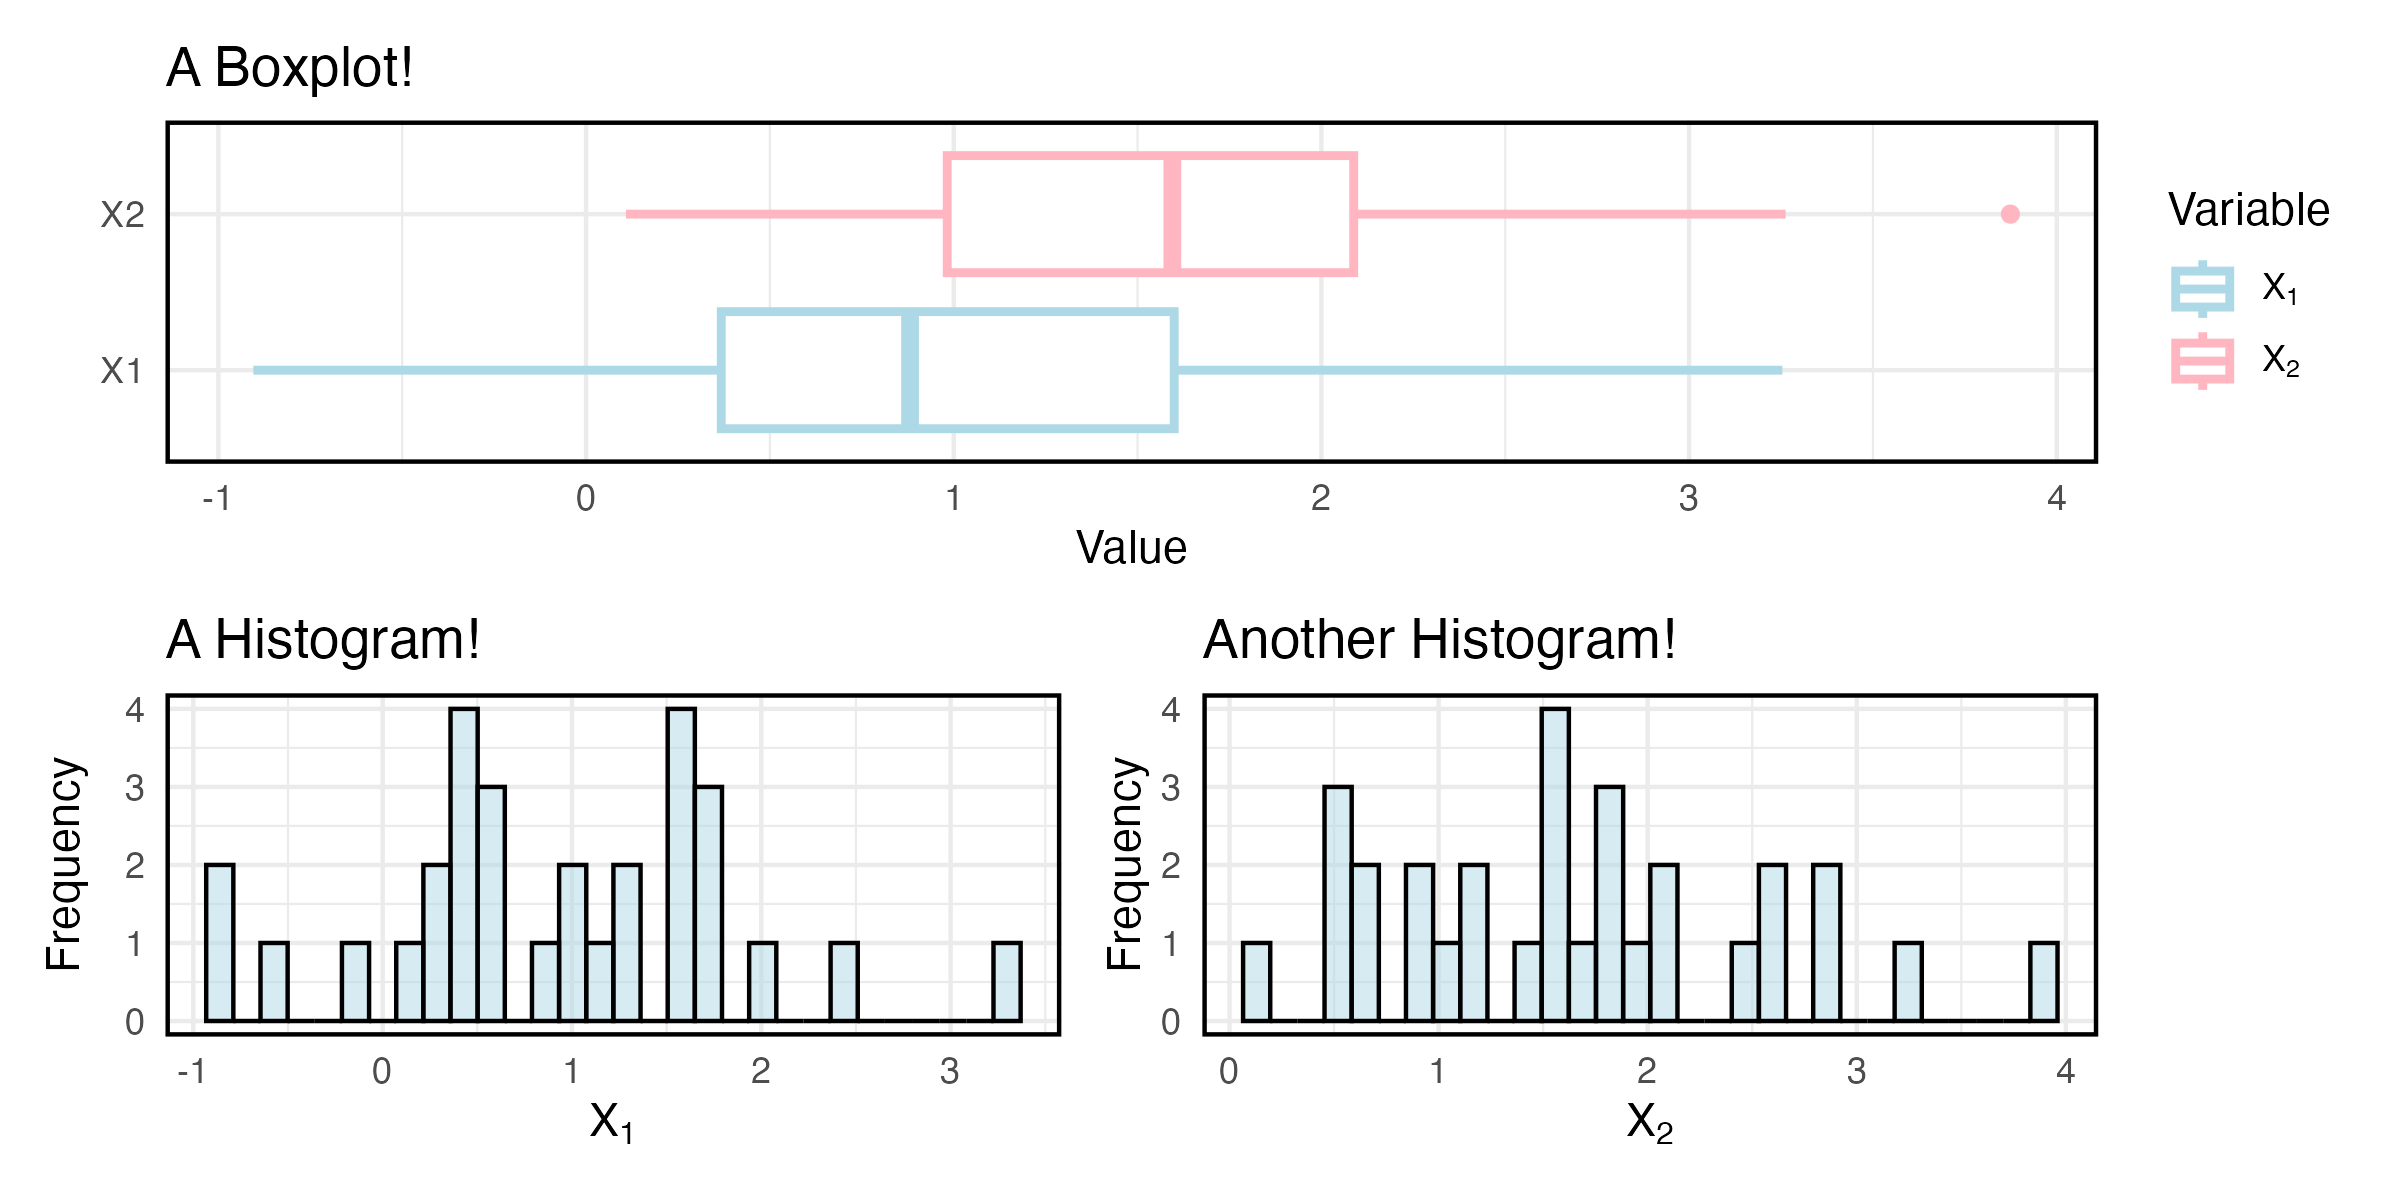 A Boxplot!
X2
X1
-1 0 1 2 3 4
Value
Variable
X₁
X₂
A Histogram!
Frequency
4
3
2
1
0
-1 0 1 2 3
X₁
Another Histogram!
Frequency
4
3
2
1
0
0 1 2 3 4
X₂